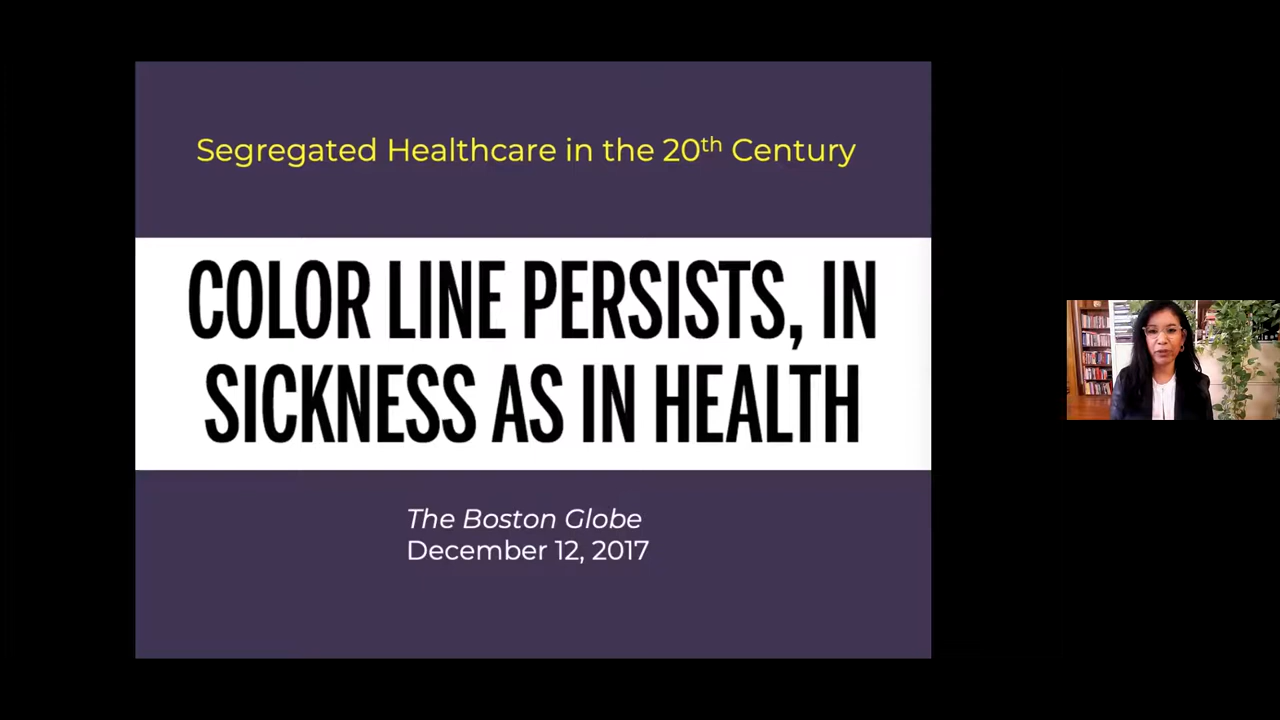 Segregated Healthcare in the 20th Century
COLOR LINE PERSISTS, IN
SICKNESS AS IN HEALTH
The Boston Globe
December 12, 2017